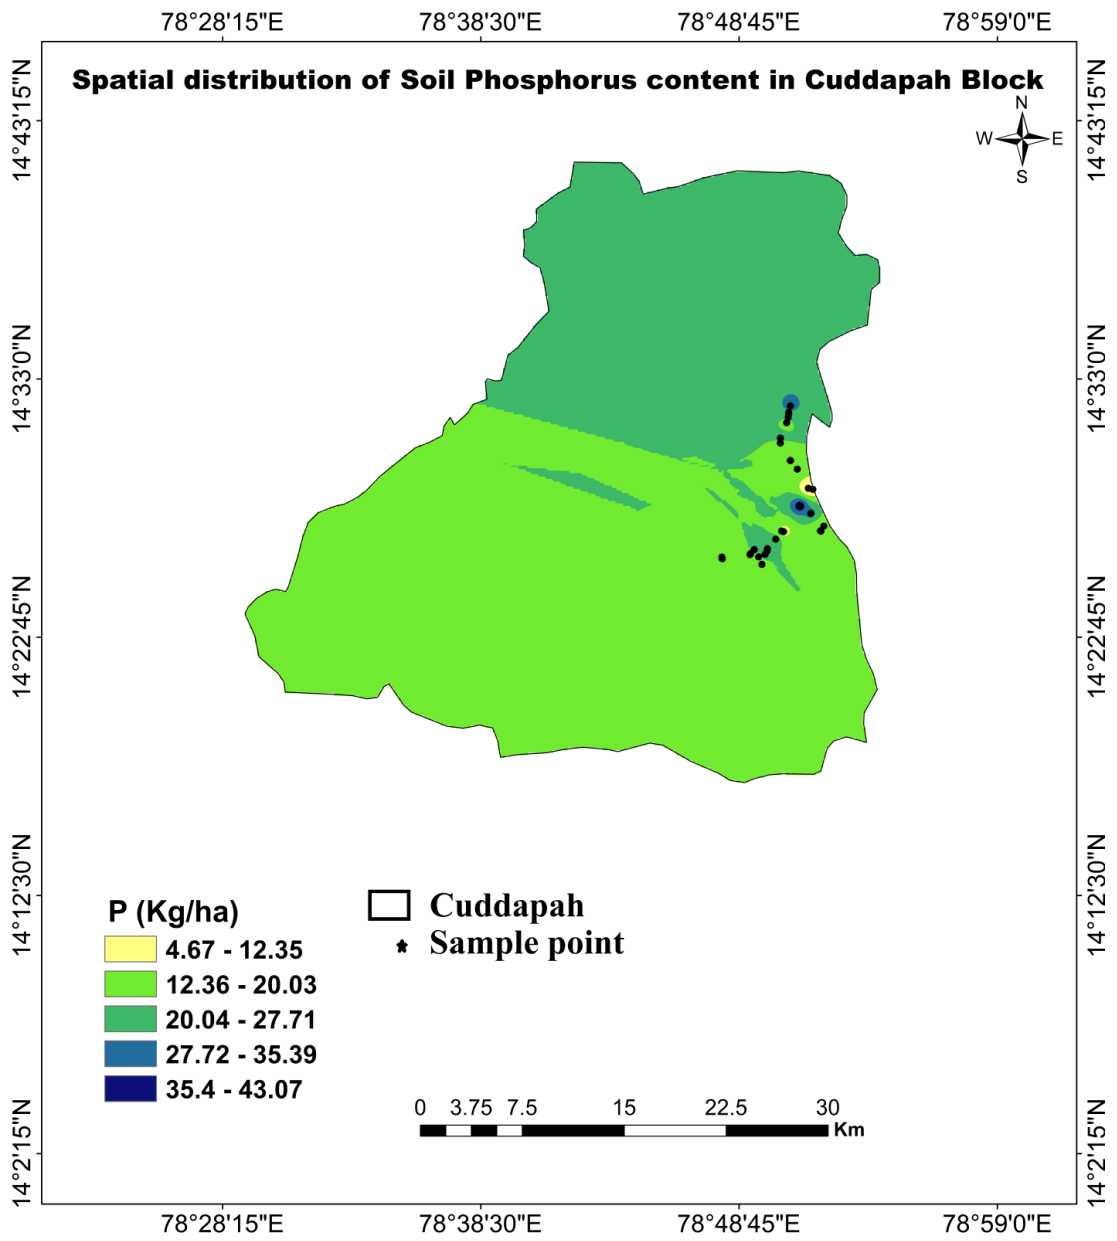 78°28'15"E 78°38'30"E 78°48'45"E 78°59'0"E
Spatial distribution of Soil Phosphorus content in Cuddapah Block
N
W E
S
14°43'15"N 14°43'15"N
14°33'0"N 14°33'0"N
14°22'45"N 14°22'45"N
14°12'30"N 14°12'30"N
14°2'15"N 14°2'15"N
P (Kg/ha)
4.67 - 12.35
12.36 - 20.03
20.04 - 27.71
27.72 - 35.39
35.4 - 43.07
Cuddapah
Sample point
0 3.75 7.5 15 22.5 30
Km
78°28'15"E 78°38'30"E 78°48'45"E 78°59'0"E